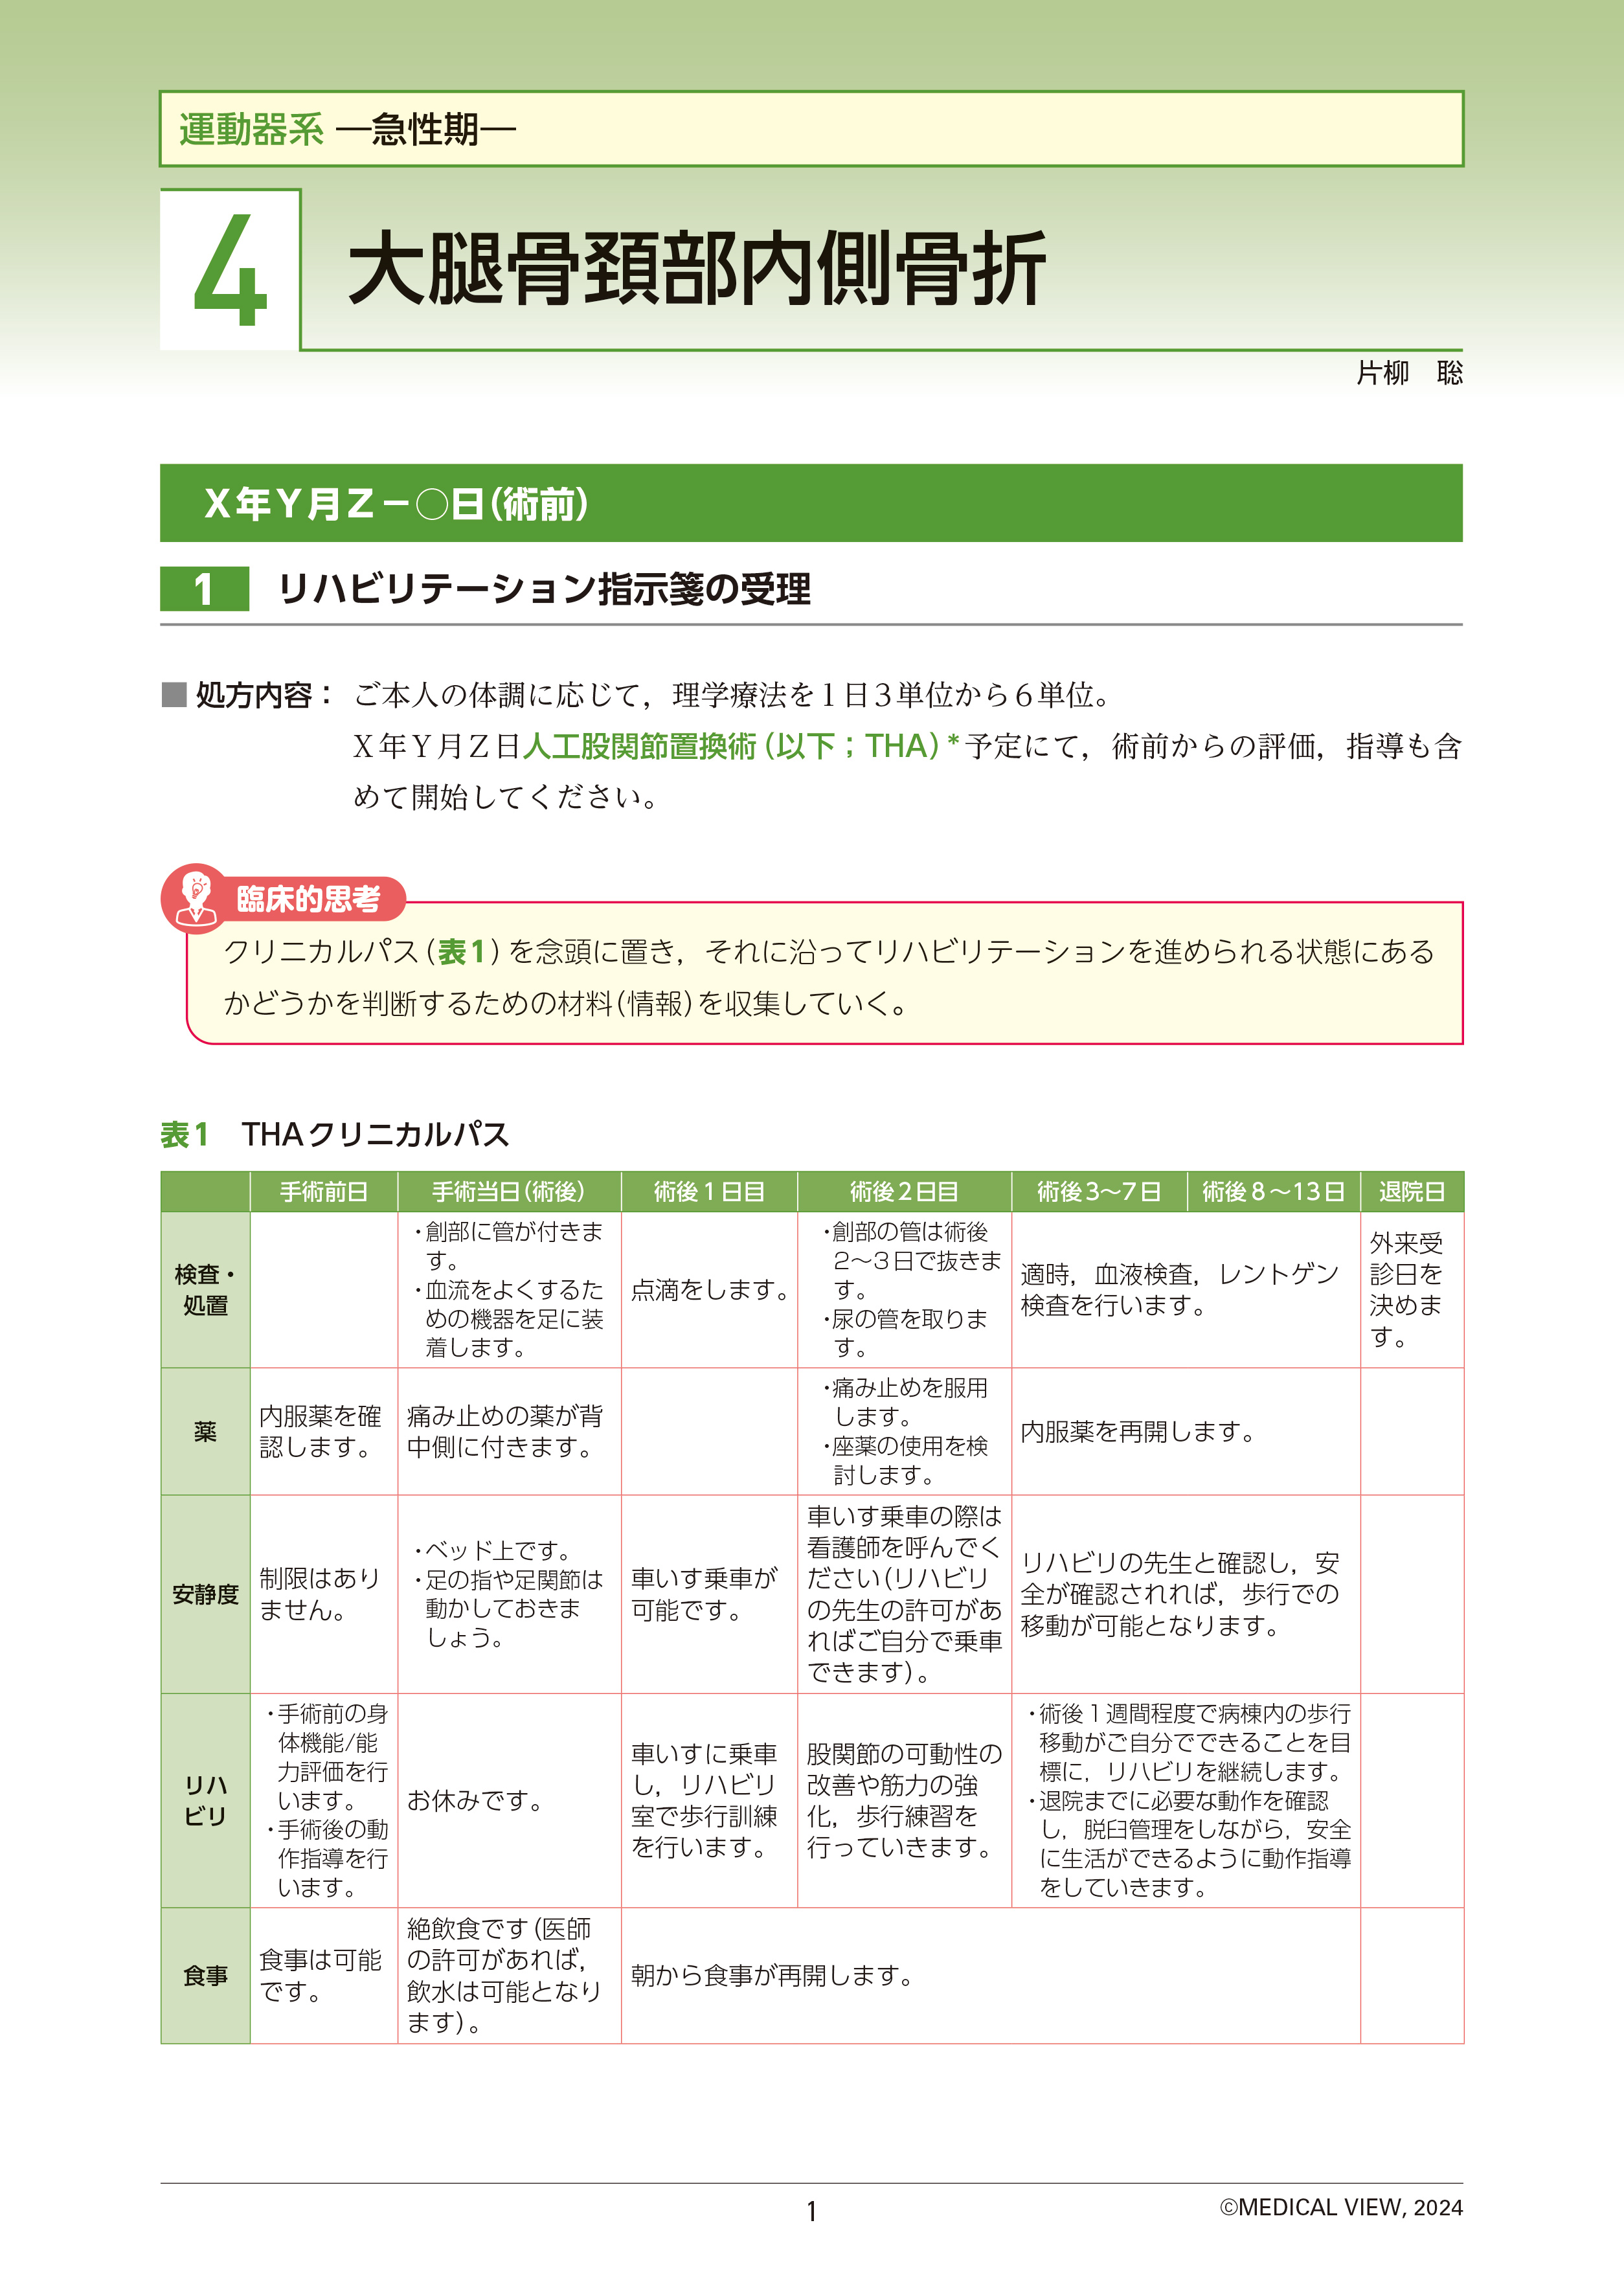 運動器系 ―急性期―
4
大腿骨頚部内側骨折
片柳　聡
X年Y月Z－○日(術前)
1 リハビリテーション指示箋の受理
■ 処方内容： ご本人の体調に応じて，理学療法を1日3単位から6単位。
X年Y月Z日人工股関節置換術（以下；THA）*予定にて，術前からの評価，指導も含
めて開始してください。
臨床的思考
クリニカルパス（表1）を念頭に置き，それに沿ってリハビリテーションを進められる状態にある
かどうかを判断するための材料（情報）を収集していく。
表1　THAクリニカルパス
手術前日 手術当日（術後） 術後1日目 術後2日目 術後3～7日 術後8～13日 退院日
検査・
処置
・創部に管が付きま
す。
・血流をよくするた
めの機器を足に装
着します。
点滴をします。
・創部の管は術後
2～3日で抜きま
す。
・尿の管を取りま
す。
適時，血液検査，レントゲン
検査を行います。
外来受
診日を
決めま
す。
薬
内服薬を確
認します。
痛み止めの薬が背
中側に付きます。
・痛み止めを服用
します。
・座薬の使用を検
討します。
内服薬を再開します。
安静度
制限はあり
ません。
・ベッド上です。
・足の指や足関節は
動かしておきま
しょう。
車いす乗車が
可能です。
車いす乗車の際は
看護師を呼んでく
ださい（リハビリ
の先生の許可があ
ればご自分で乗車
できます）。
リハビリの先生と確認し，安
全が確認されれば，歩行での
移動が可能となります。
リハ
ビリ
・手術前の身
体機能/能
力評価を行
います。
・手術後の動
作指導を行
います。
お休みです。
車いすに乗車
し，リハビリ
室で歩行訓練
を行います。
股関節の可動性の
改善や筋力の強
化，歩行練習を
行っていきます。
・術後1週間程度で病棟内の歩行
移動がご自分でできることを目
標に，リハビリを継続します。
・退院までに必要な動作を確認
し，脱臼管理をしながら，安全
に生活ができるように動作指導
をしていきます。
食事
食事は可能
です。
絶飲食です（医師
の許可があれば，
飲水は可能となり
ます）。
朝から食事が再開します。
1
©MEDICAL VIEW, 2024